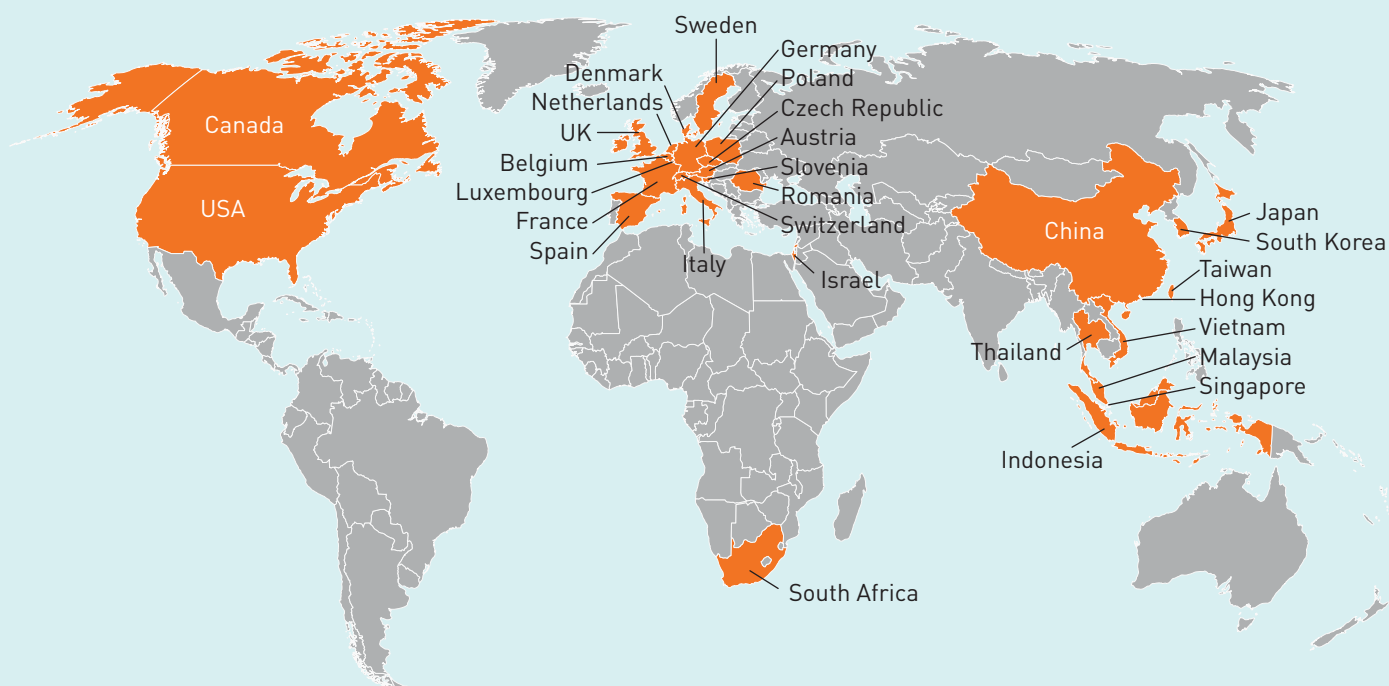 Sweden
Germany
Denmark
Poland
Netherlands
Czech Republic
Canada
UK
Austria
Belgium
Slovenia
Luxembourg
Romania
USA
France
Switzerland
Japan
China
South Korea
Spain
Italy
Israel
Taiwan
Hong Kong
Vietnam
Thailand
Malaysia
Singapore
Indonesia
South Africa